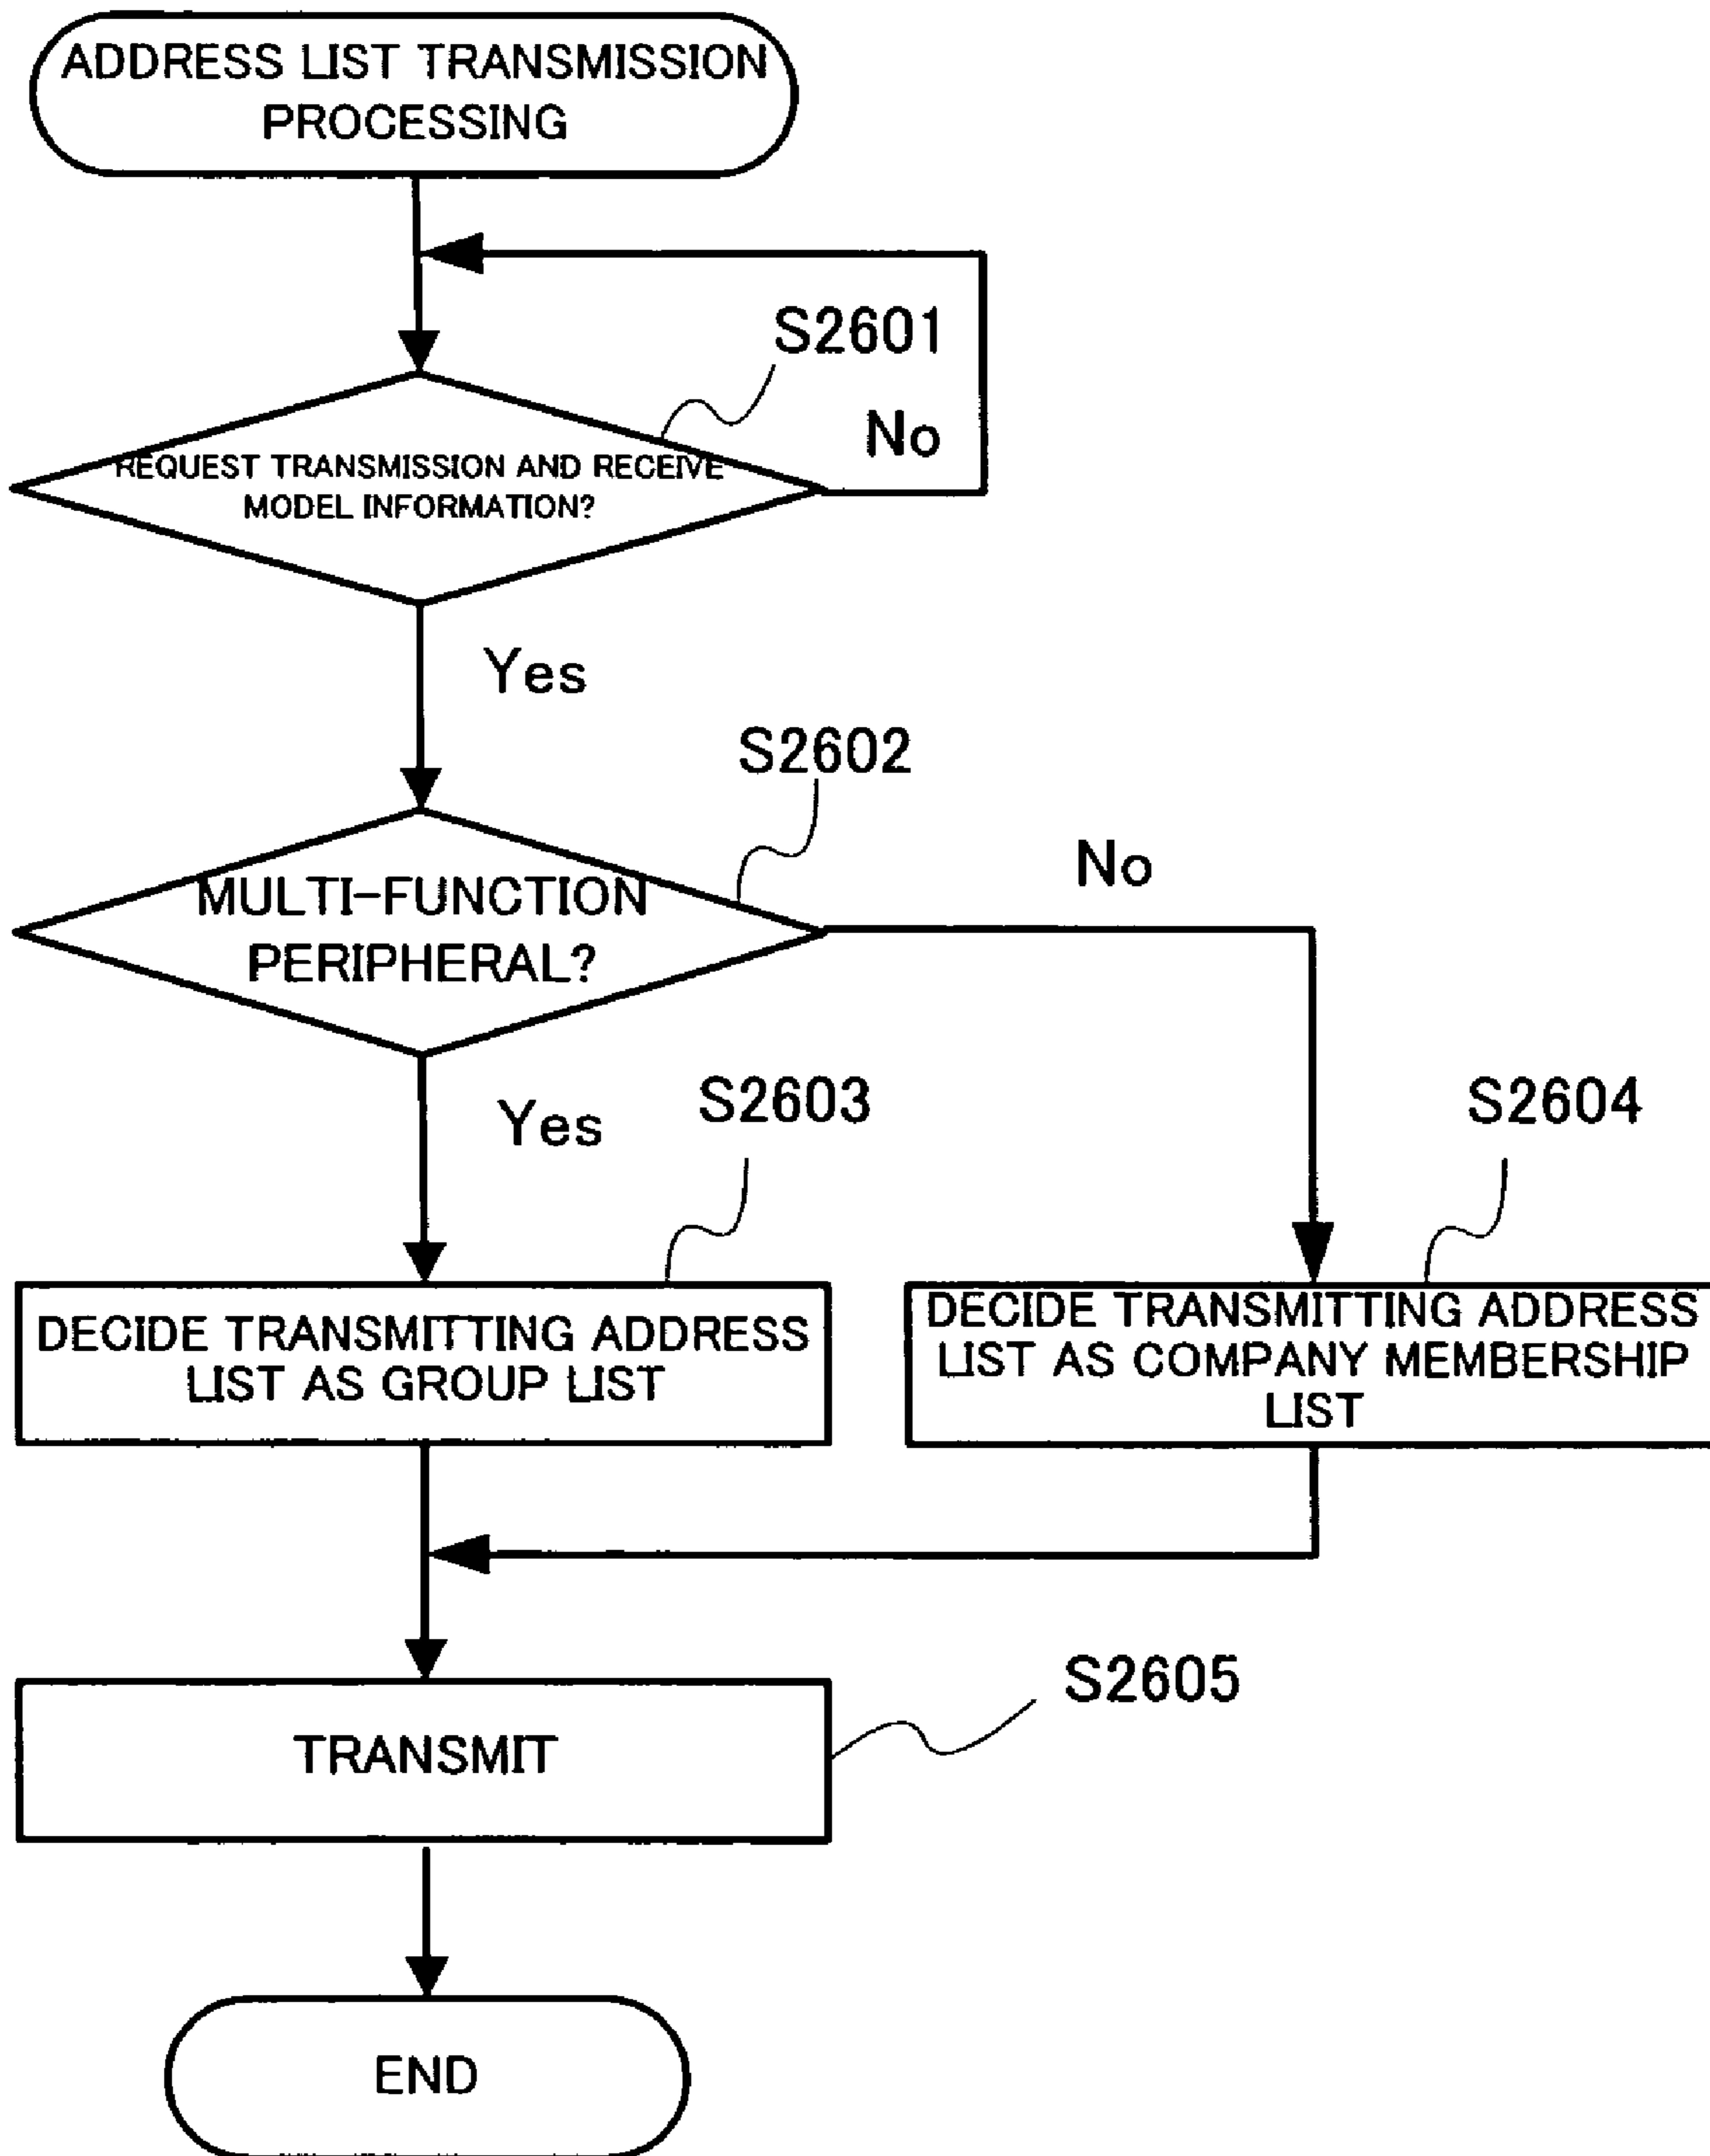 ADDRESS LIST TRANSMISSION
PROCESSING
S2601
No
REQUEST TRANSMISSION AND RECEIVE
MODEL INFORMATION?
Yes
S2602
No
MULTI-FUNCTION
PERIPHERAL?
Yes
S2603
S2604
DECIDE TRANSMITTING ADDRESS
LIST AS GROUP LIST
DECIDE TRANSMITTING ADDRESS
LIST AS COMPANY MEMBERSHIP
LIST
S2605
TRANSMIT
END